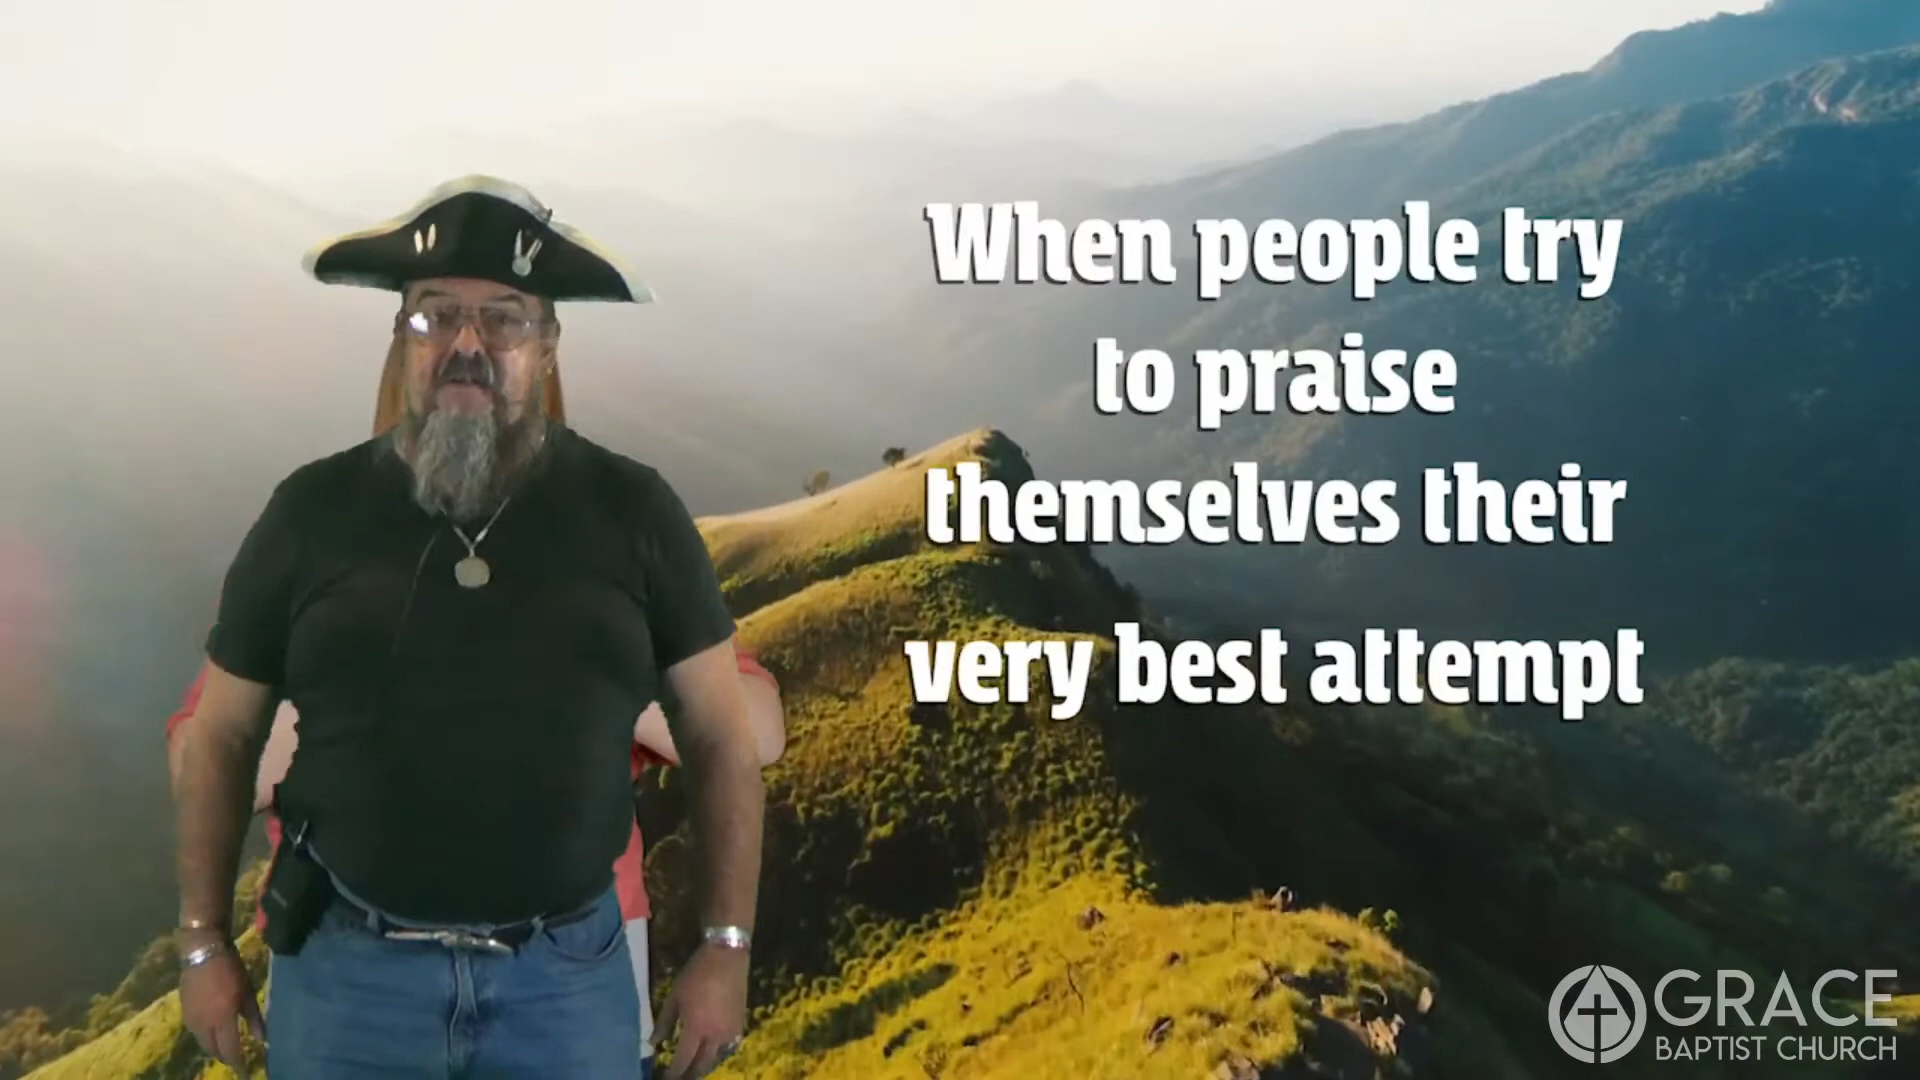 When people try
to praise
themselves their
very best attempt
GRACE
BAPTIST CHURCH